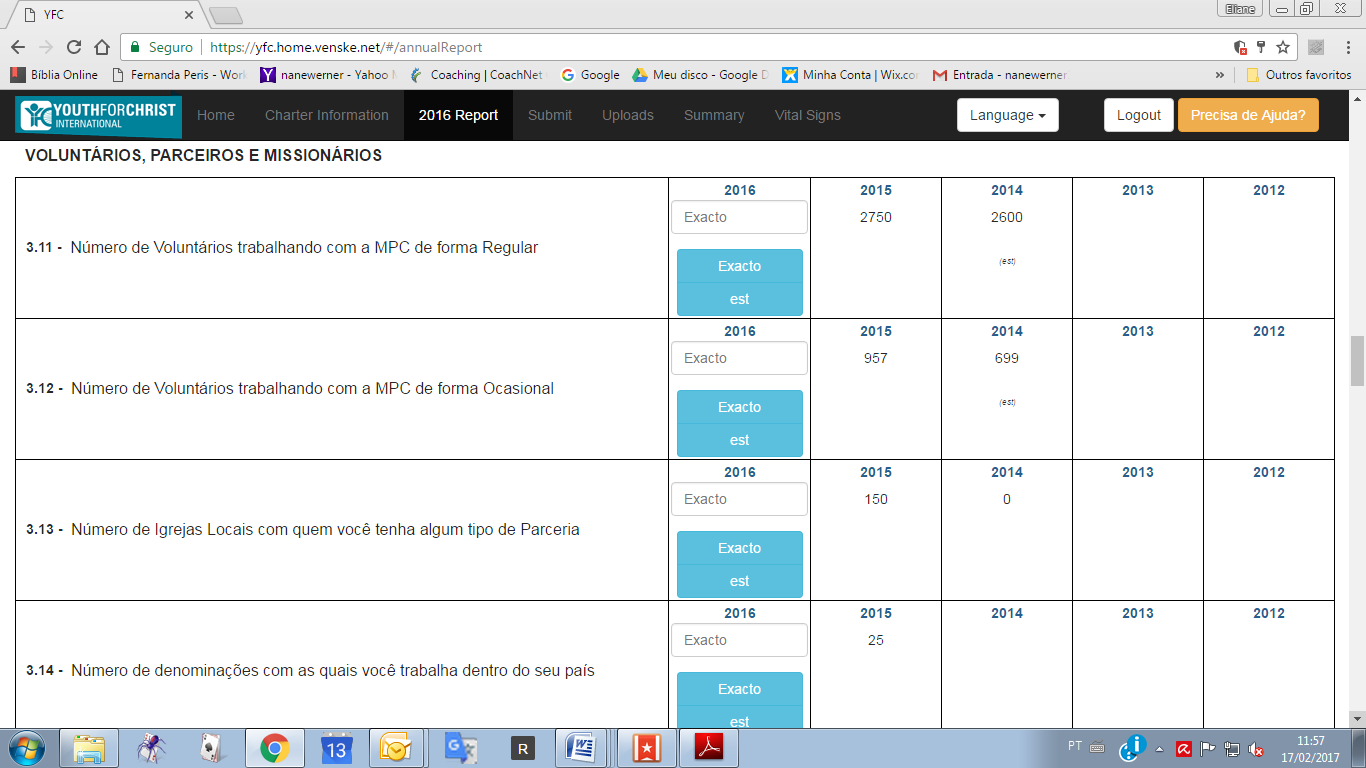 YFC
Eliane
Seguro https://yfc.home.venske.net/#/annualReport
Bíblia Online Fernanda Peris - Work nanewerner - Yahoo Coaching | CoachNet Google Meu disco - Google D Minha Conta | Wix.co Entrada - nanewerner » Outros favoritos
YOUTHFORCHRIST
INTERNATIONAL
Home Charter Information 2016 Report Submit Uploads Summary Vital Signs Language Logout Precisa de Ajuda?
VOLUNTÁRIOS, PARCEIROS E MISSIONÁRIOS
2016 2015 2014 2013 2012
Exacto 2750 2600
3.11 - Número de Voluntários trabalhando com a MPC de forma Regular
(est)
Exacto
est
2016 2015 2014 2013 2012
Exacto 957 699
3.12 - Número de Voluntários trabalhando com a MPC de forma Ocasional
(est)
Exacto
est
2016 2015 2014 2013 2012
Exacto 150 0
3.13 - Número de Igrejas Locais com quem você tenha algum tipo de Parceria
Exacto
est
2016 2015 2014 2013 2012
Exacto 25
3.14 - Número de denominações com as quais você trabalha dentro do seu país
Exacto
est
13
R
PT
11:57
17/02/2017